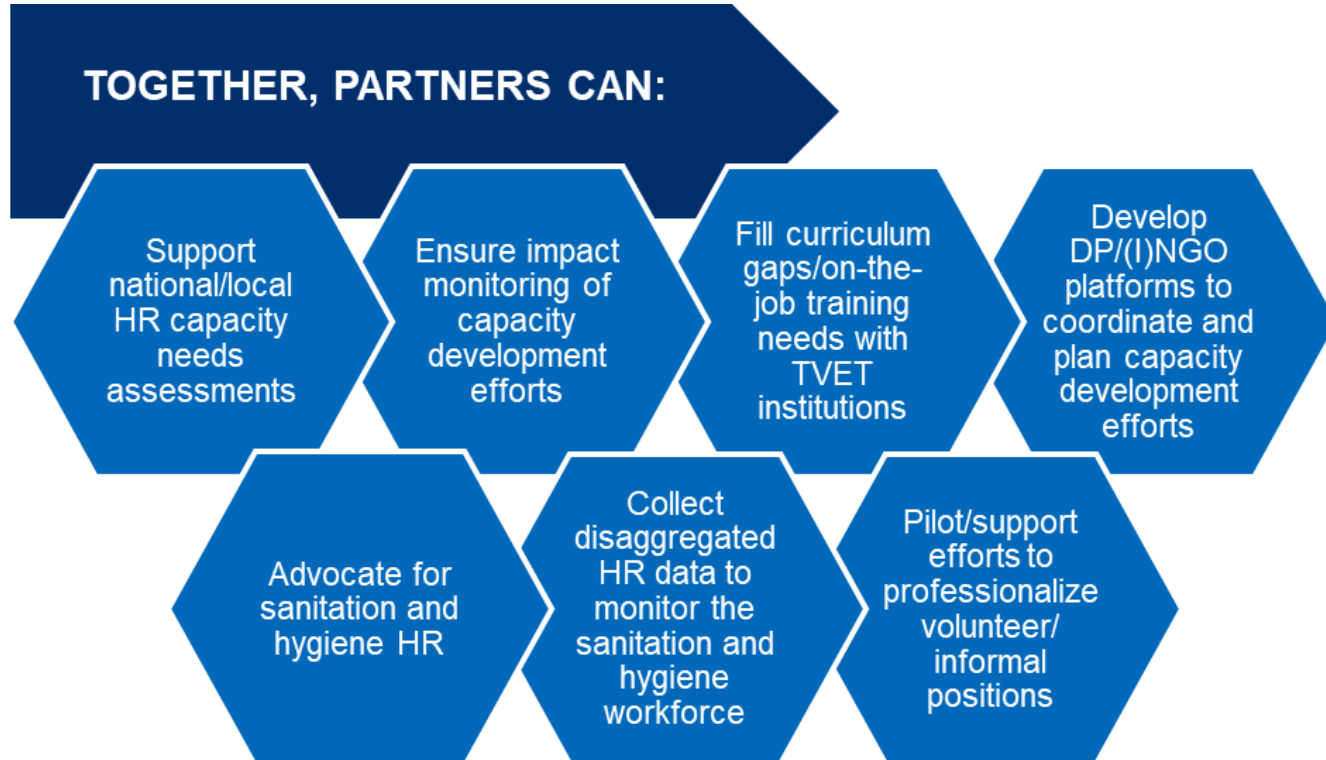 TOGETHER, PARTNERS CAN:
Support
national/local
HR capacity
needs
assessments
Ensure impact
monitoring of
capacity
development
efforts
Fill curriculum
gaps/on-the-
job training
needs with
TVET
institutions
Develop
DP/(I)NGO
platforms to
coordinate and
plan capacity
development
efforts
Advocate for
sanitation and
hygiene HR
Collect
disaggregated
HR data to
monitor the
sanitation and
hygiene
workforce
Pilot/support
efforts to
professionalize
volunteer/
informal
positions